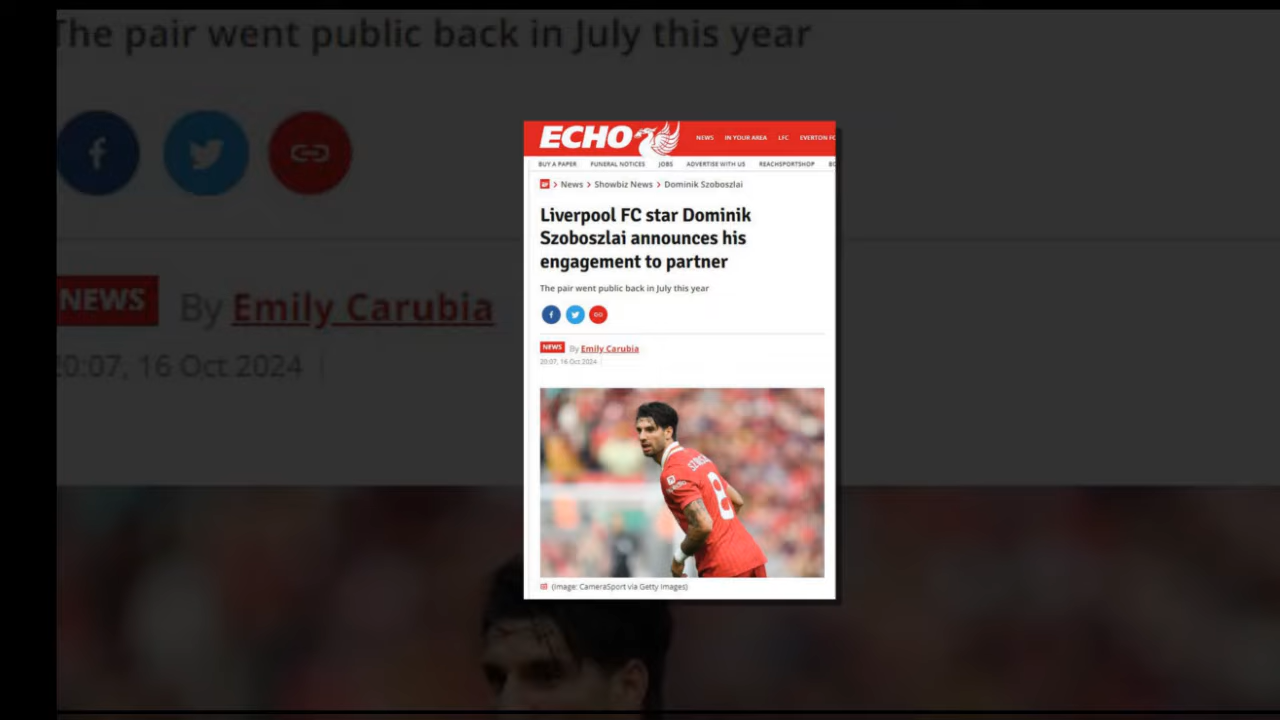 The pair went public back in July this year
NEWS By Emily Carubia
20:07, 16 Oct 2024
ECHO
NEWS IN YOUR AREA LFC EVERTON FC
BUY A PAPER FUNERAL NOTICES JOBS ADVERTISE WITH US REACHSPORTSHOP
> News > Showbiz News > Dominik Szoboszlai
Liverpool FC star Dominik
Szoboszlai announces his
engagement to partner
The pair went public back in July this year
NEWS By Emily Carubia
20:07, 16 Oct 2024
8
(Image: CameraSport via Getty Images)